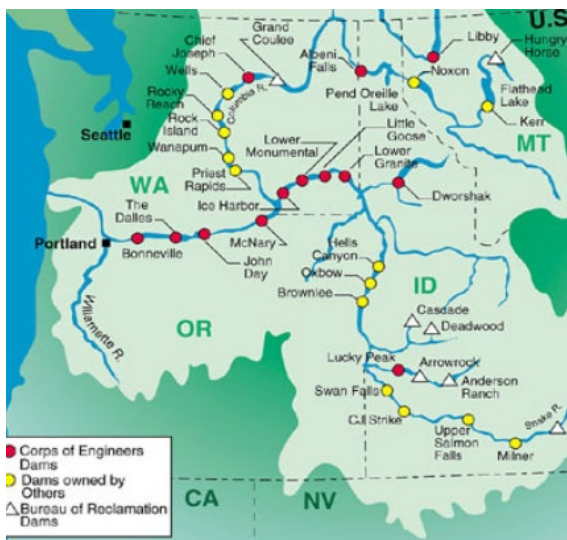 U.S
Grand
Coulee
Chief
Joseph
Albeni
Falls
Libby
Hungry
Horse
Wells
Noxon
Pend Oreille
Lake
Rocky
Reach
Columbia R.
Flathead
Lake
Rock
Island
Seattle
Kerr
Little
Goose
MT
Wanapum
Lower
Monumental
Lower
Granite
WA
Priest
Rapids
Ice Harbor
Dworshak
The
Dalles
Portland
Bonneville
McNary
John
Day
Hells
Canyon
Oxbow
Brownlee
ID
Willamette R.
OR
Casdade
Deadwood
Lucky Peak
Arrowrock
Anderson
Ranch
Swan Falls
CJ Strike
Upper
Salmon
Falls
Milner
Snake R.
Corps of Engineers
Dams
Dams owned by
Others
Bureau of Reclamation
Dams
CA
NV